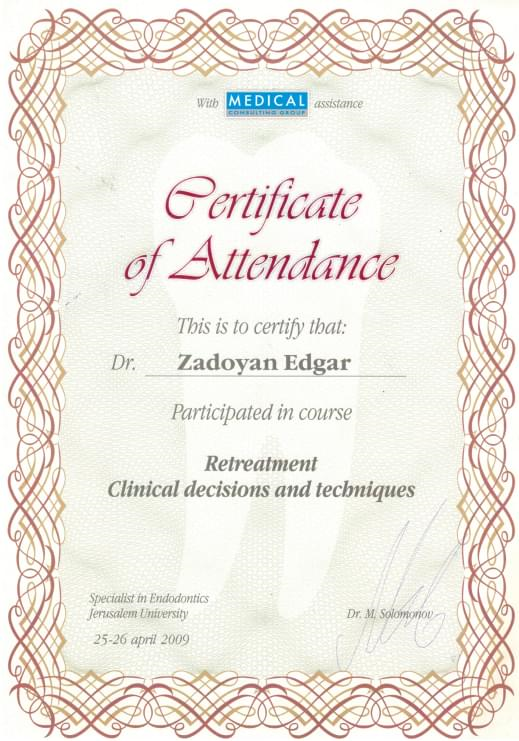 With MEDICAL assistance
CONSULTING GROUP
Certificate
of Attendance
This is to certify that:
Dr. Zadoyan Edgar
Participated in course
Retreatment
Clinical decisions and techniques
Specialist in Endodontics
Jerusalem University
Dr. M. Solomonov
25-26 april 2009